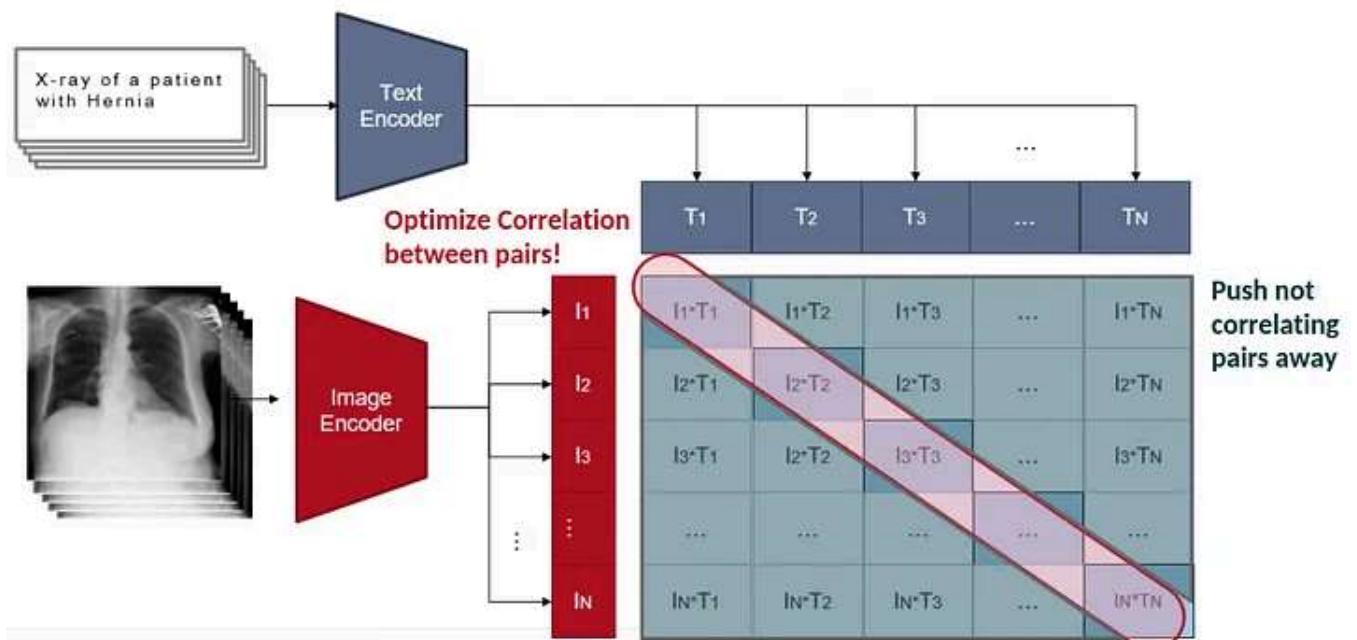 X-ray of a patient
with Hernia
Text
Encoder
...
T1 T2 T3 ... TN
Optimize Correlation
between pairs!
Image
Encoder
I1
I2
I3
...
...
IN
I1·T1 I1·T2 I1·T3 ... I1·TN
I2·T1 I2·T2 I2·T3 ... I2·TN
I3·T1 I2·T2 I3·T3 ... I3·TN
... ... ... ... ...
IN·T1 IN·T2 IN·T3 ... IN·TN
Push not
correlating
pairs away